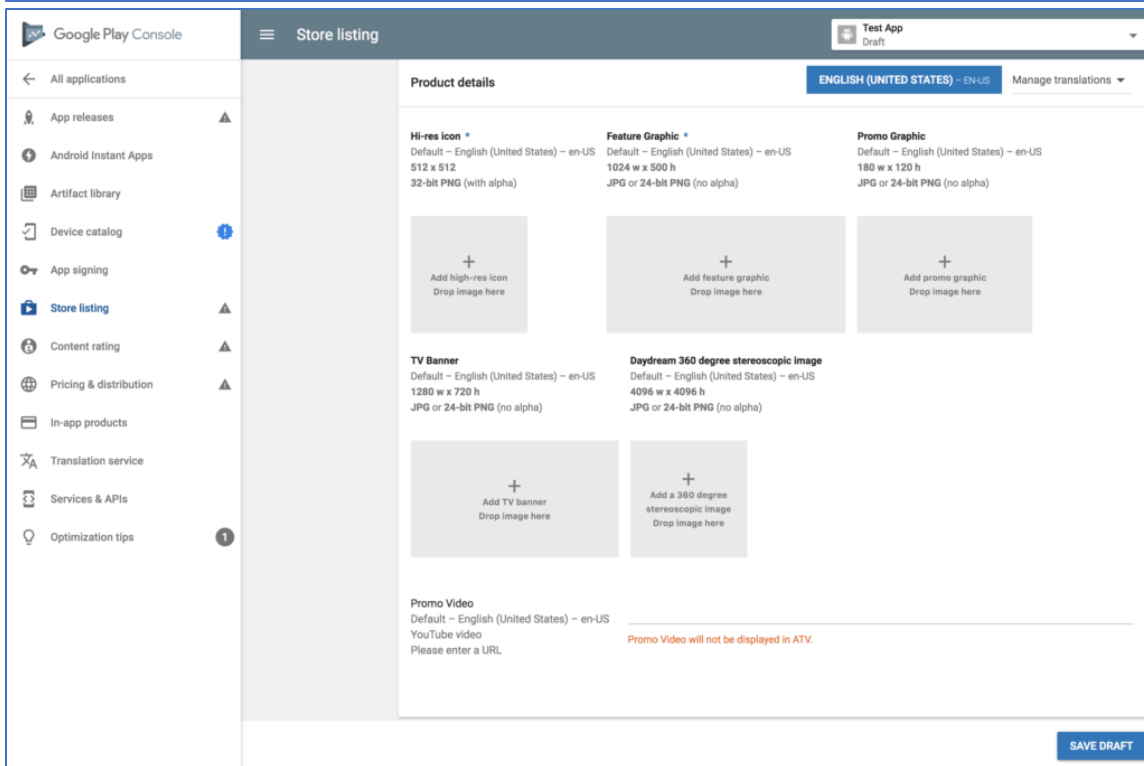 Google Play Console
Store listing
Test App
Draft
All applications
App releases
Android Instant Apps
Artifact library
Device catalog
App signing
Store listing
Content rating
Pricing & distribution
In-app products
Translation service
Services & APIs
Optimization tips
1
Product details
ENGLISH (UNITED STATES) – EN-US
Manage translations
Hi-res icon *
Default – English (United States) – en-US
512 x 512
32-bit PNG (with alpha)
Feature Graphic *
Default – English (United States) – en-US
1024 w x 500 h
JPG or 24-bit PNG (no alpha)
Promo Graphic
Default – English (United States) – en-US
180 w x 120 h
JPG or 24-bit PNG (no alpha)
Add high-res icon
Drop image here
Add feature graphic
Drop image here
Add promo graphic
Drop image here
TV Banner
Default – English (United States) – en-US
1280 w x 720 h
JPG or 24-bit PNG (no alpha)
Daydream 360 degree stereoscopic image
Default – English (United States) – en-US
4096 w x 4096 h
JPG or 24-bit PNG (no alpha)
Add TV banner
Drop image here
Add a 360 degree
stereoscopic image
Drop image here
Promo Video
Default – English (United States) – en-US
YouTube video
Please enter a URL
Promo Video will not be displayed in ATV.
SAVE DRAFT